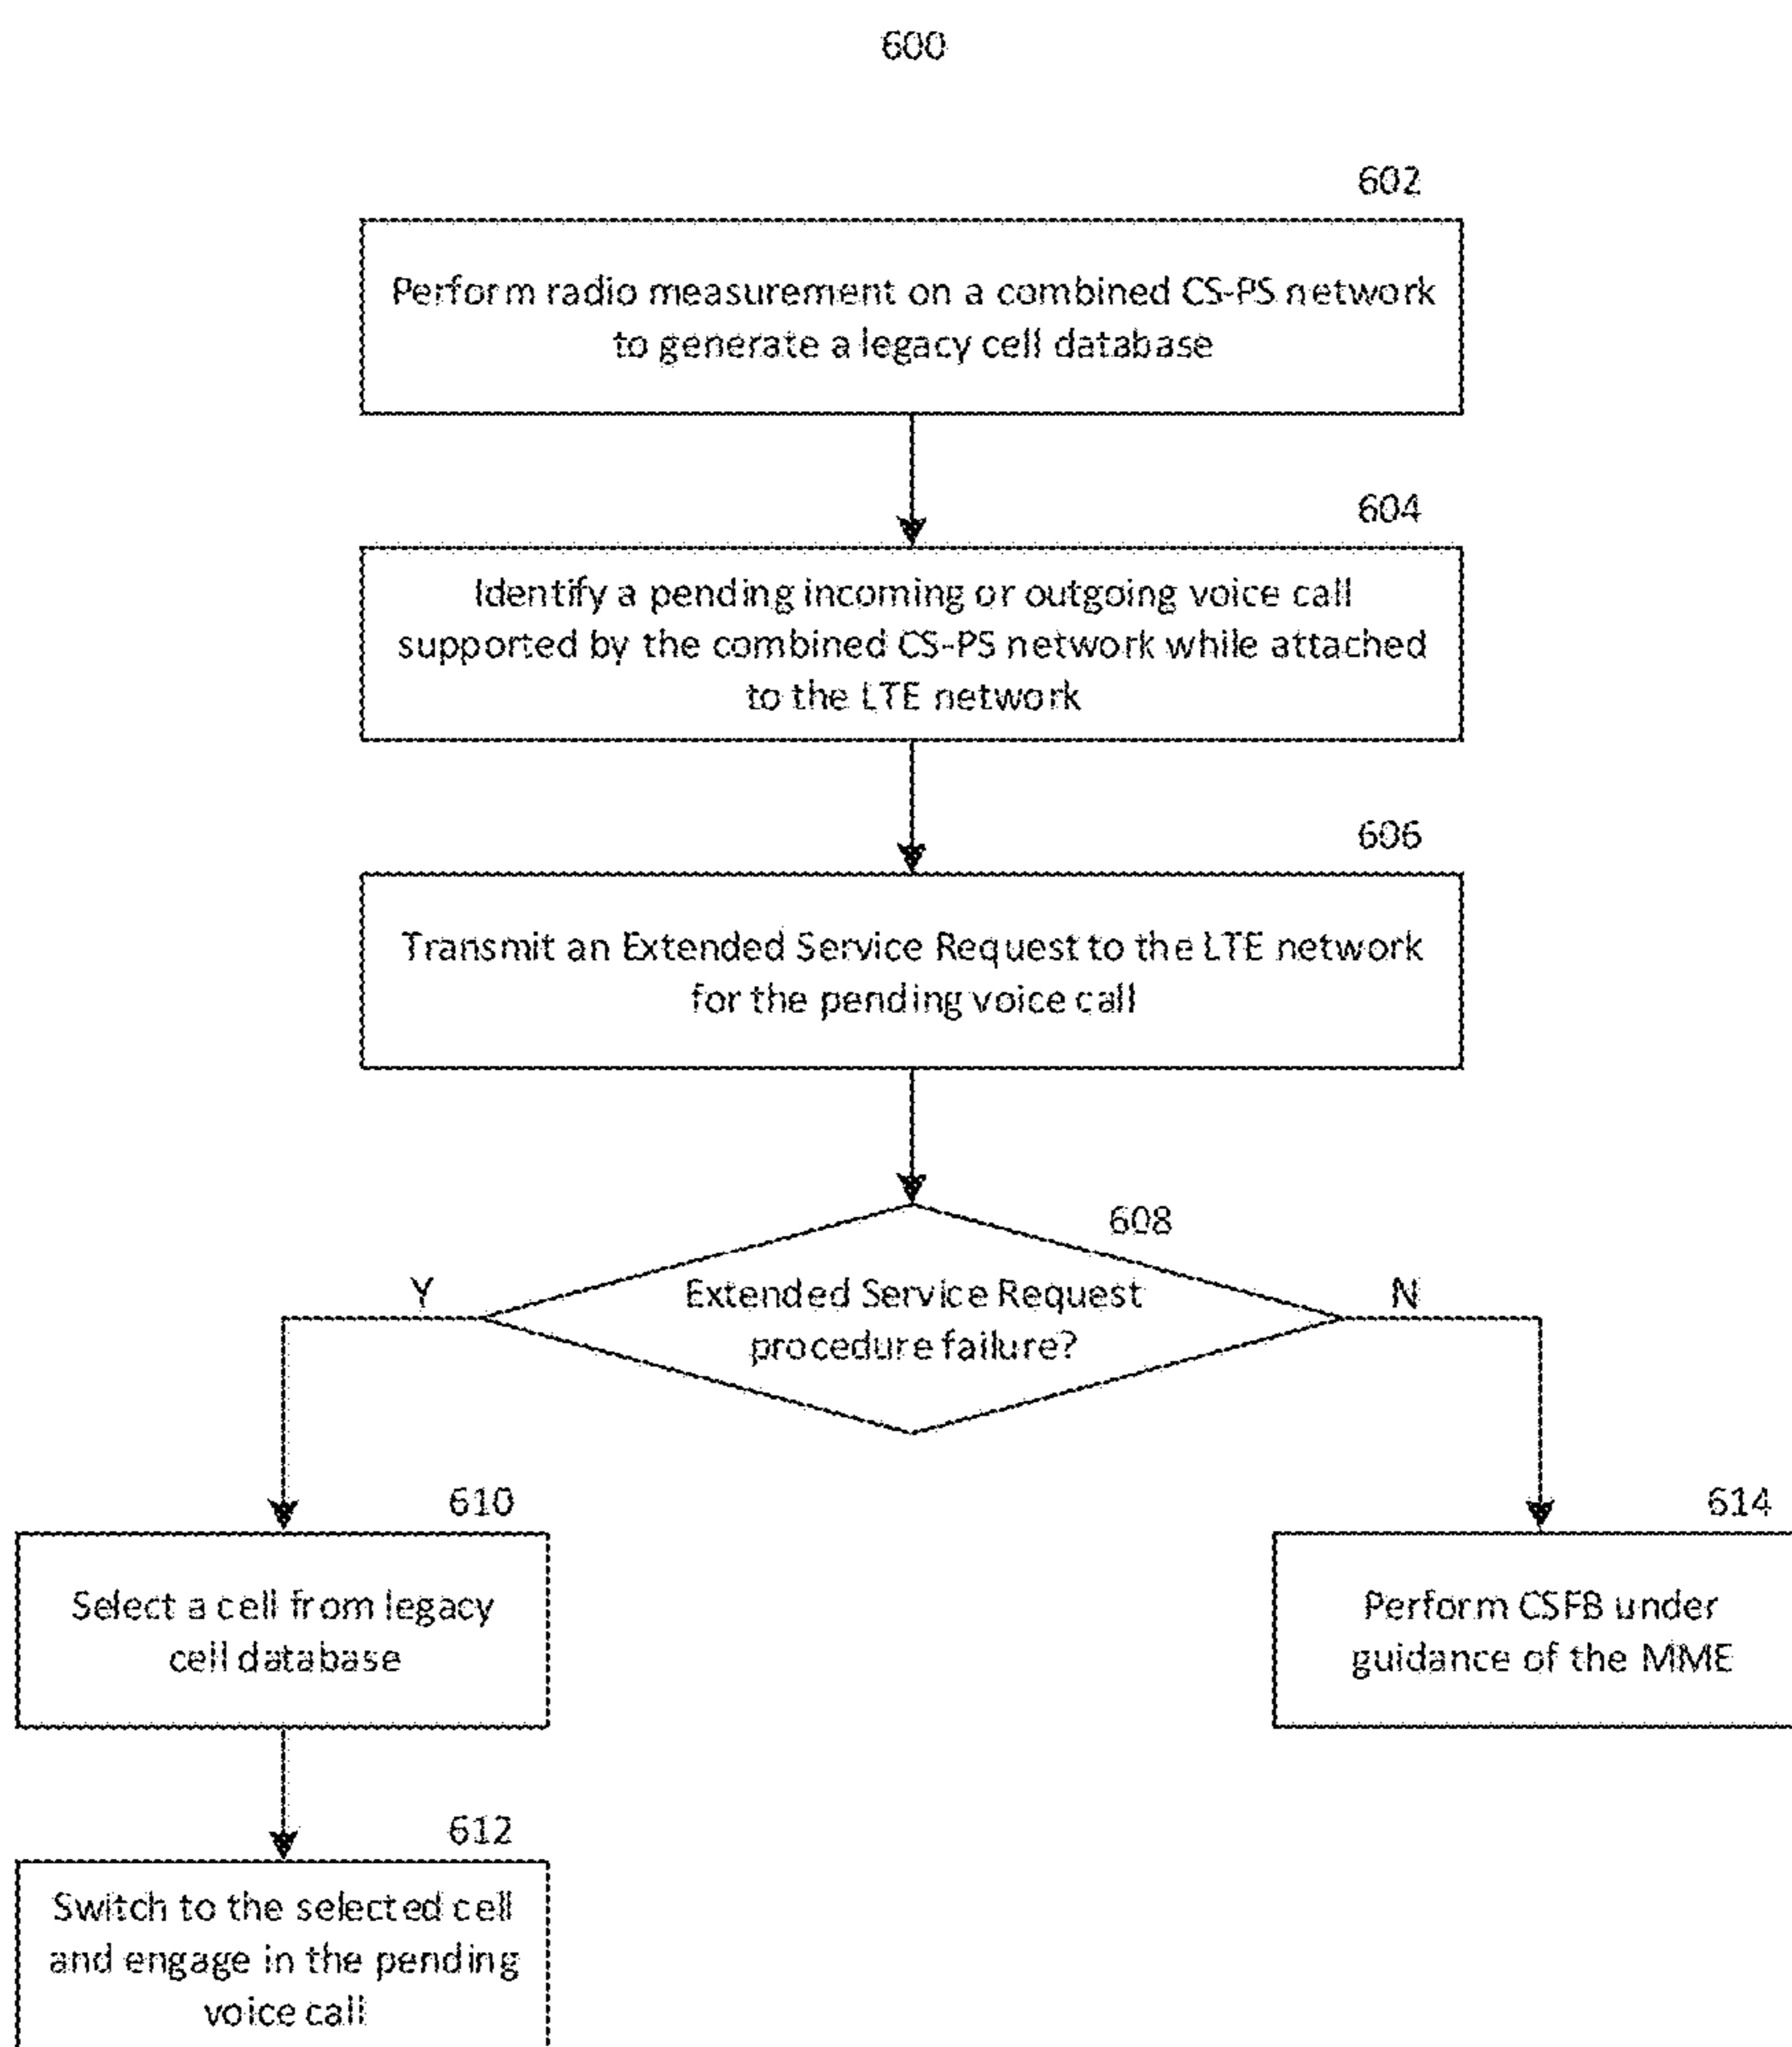 600
602
Perform radio measurement on a combined CS-PS network
to generate a legacy cell database
604
Identify a pending incoming or outgoing voice call
supported by the combined CS-PS network while attached
to the LTE network
606
Transmit an Extended Service Request to the LTE network
for the pending voice call
608
Y
Extended Service Request
procedure failure?
N
610
Select a cell from legacy
cell database
614
Perform CSFB under
guidance of the MME
612
Switch to the selected cell
and engage in the pending
voice call